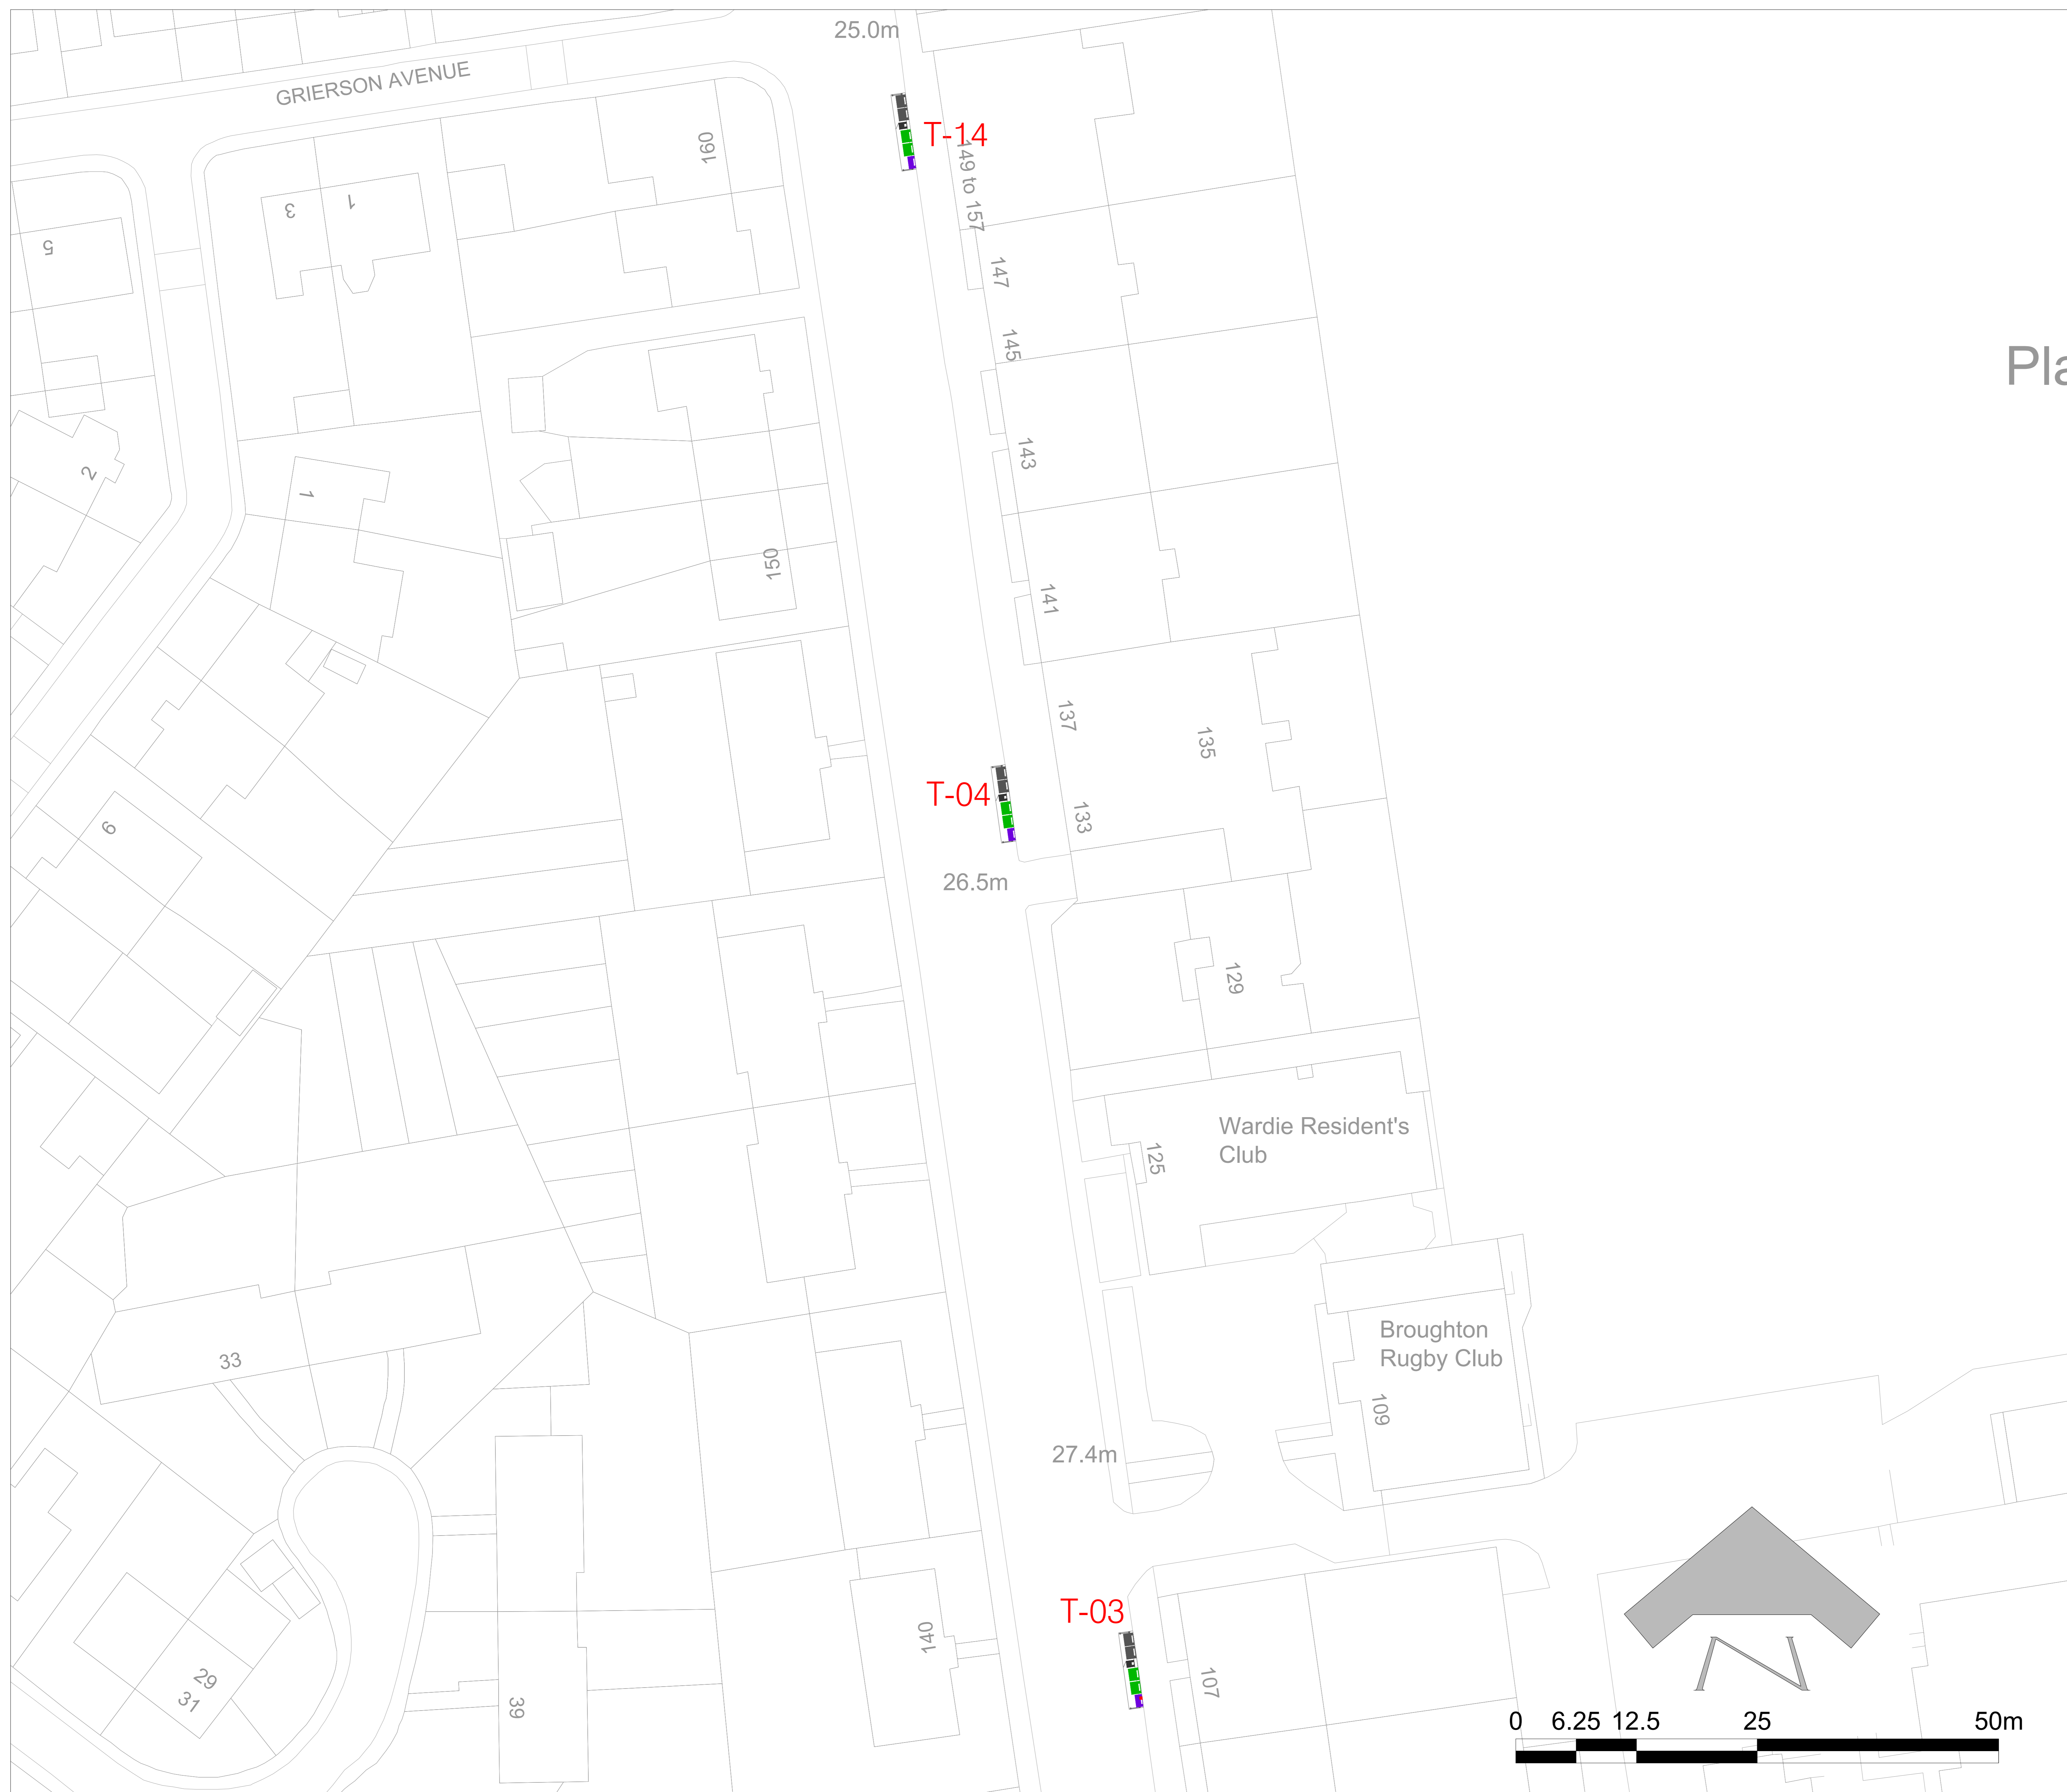 25.0m
GRIERSON AVENUE
T-14
160
149 to 157
3
1
5
147
145
Pla
143
2
1
150
141
137
135
T-04
133
6
26.5m
129
Wardie Resident's
Club
125
Broughton
Rugby Club
33
109
27.4m
T-03
140
29
31
107
39
N
0 6.25 12.5 25 50m